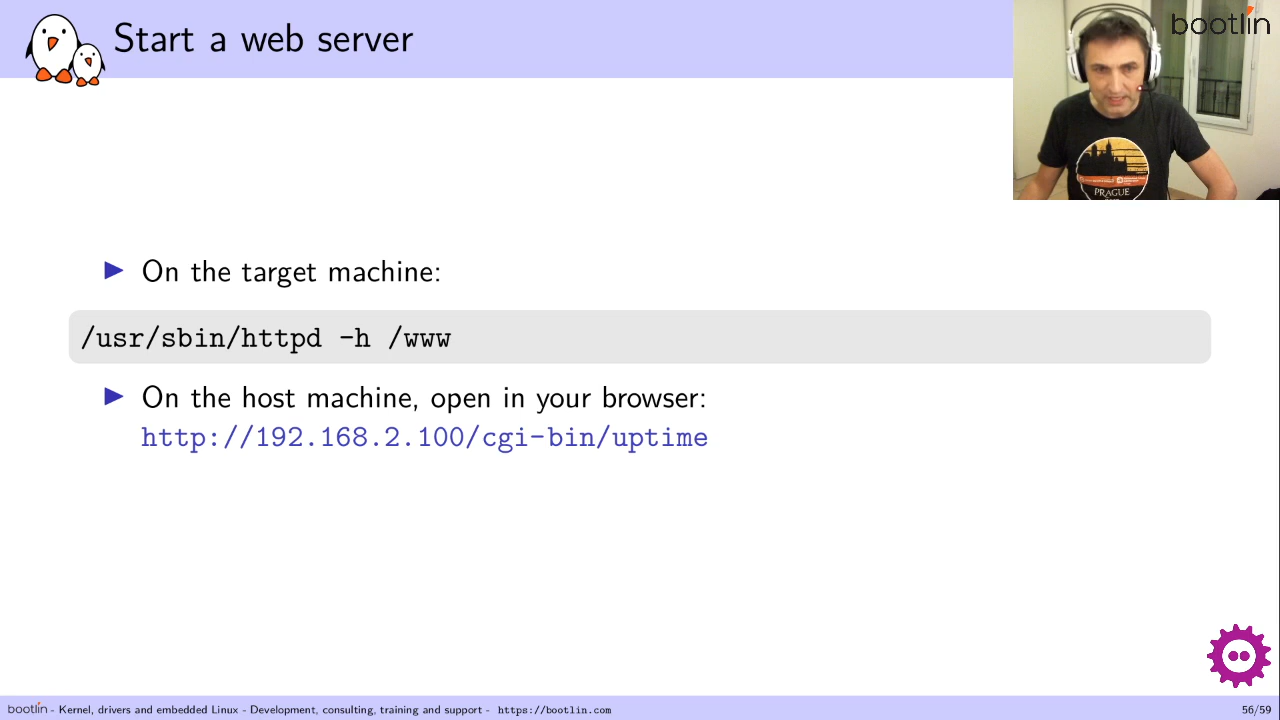 Start a web server
bootlin
PRAGUE
On the target machine:
/usr/sbin/httpd -h /www
On the host machine, open in your browser:
http://192.168.2.100/cgi-bin/uptime
bootlin - Kernel, drivers and embedded Linux - Development, consulting, training and support - https://bootlin.com
56/59